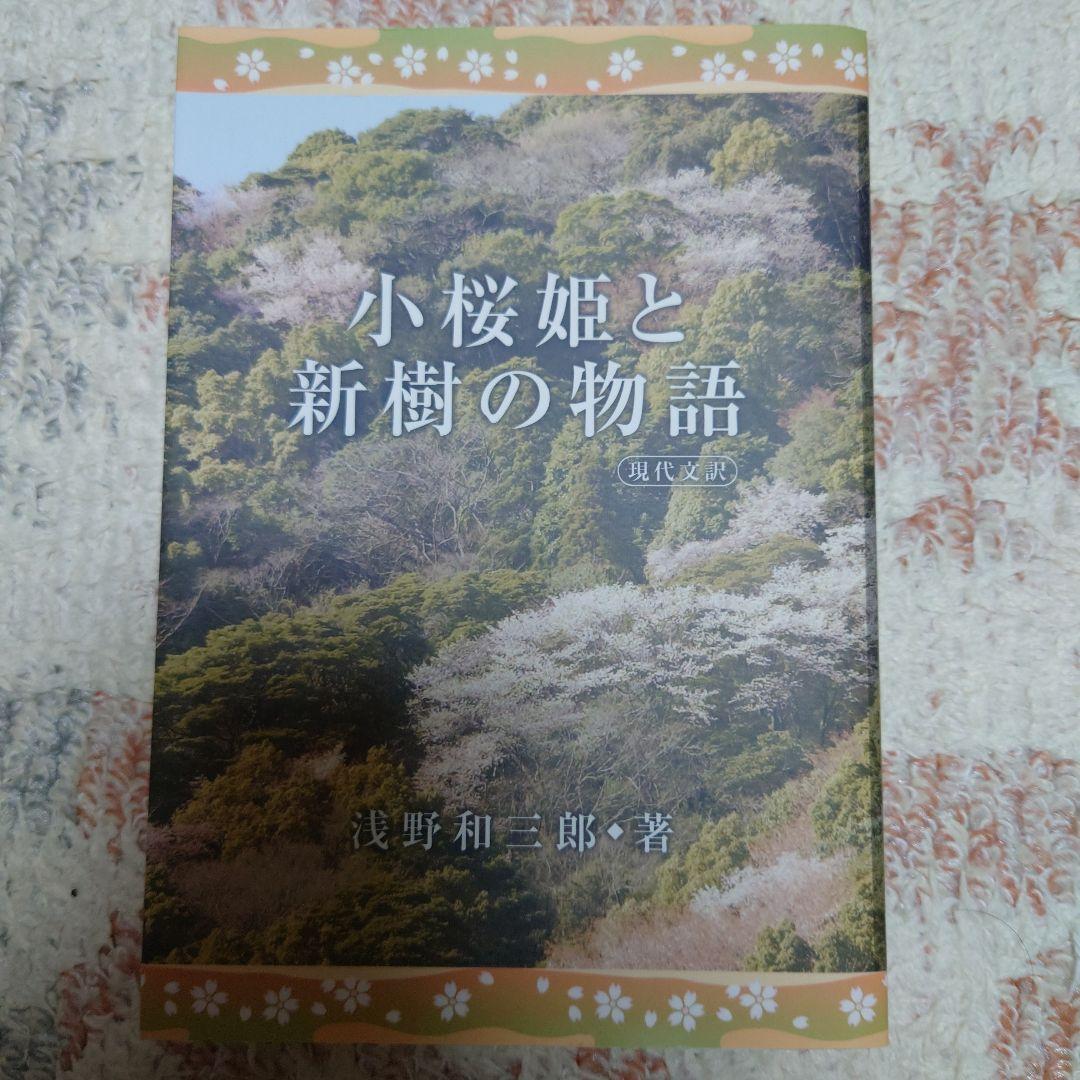 小桜姫と
新樹の物語
現代文訳
浅野和三郎◆著